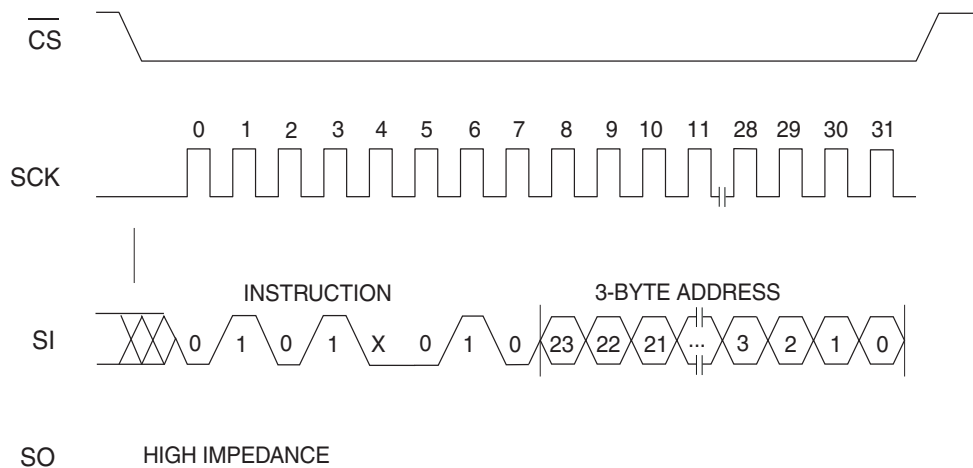 CS
0 1 2 3 4 5 6 7 8 9 10 11 28 29 30 31
SCK
INSTRUCTION 3-BYTE ADDRESS
SI 0 1 0 1 X 0 1 0 23 22 21 ... 3 2 1 0
SO HIGH IMPEDANCE